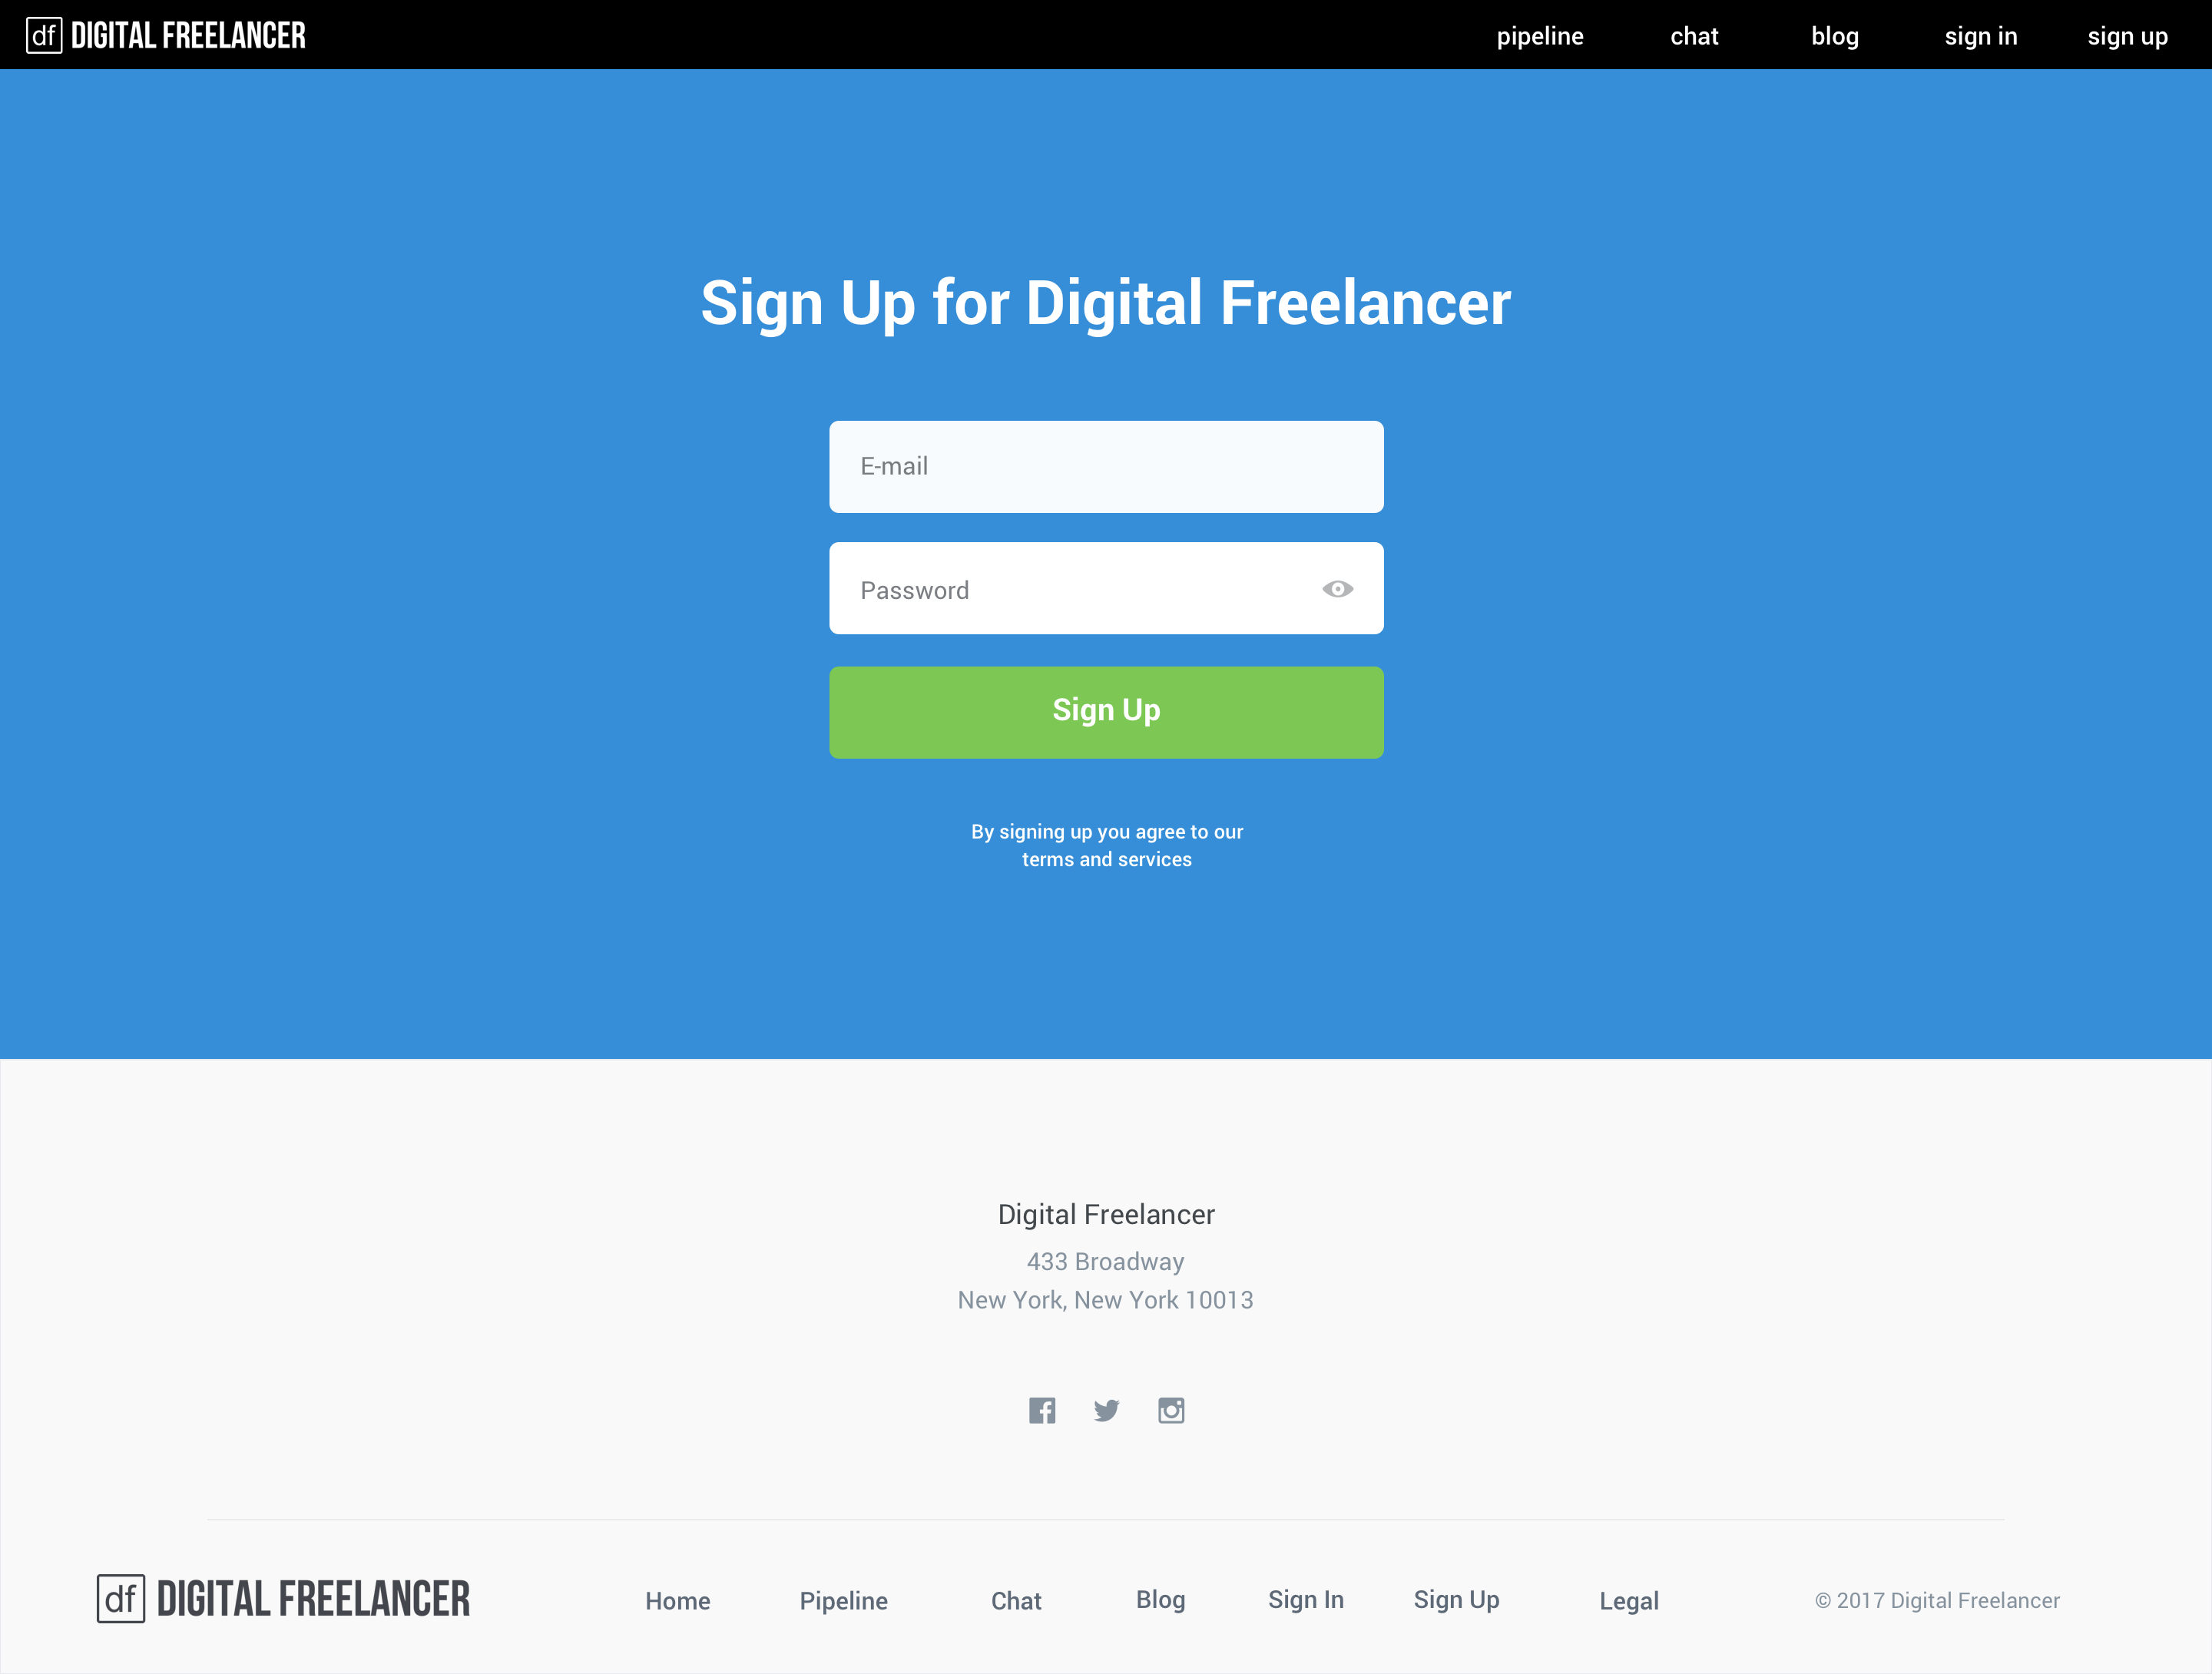 df DIGITAL FREELANCER pipeline chat blog sign in sign up
Sign Up for Digital Freelancer
E-mail
Password
Sign Up
By signing up you agree to our
terms and services
Digital Freelancer
433 Broadway
New York, New York 10013
df DIGITAL FREELANCER Home Pipeline Chat Blog Sign In Sign Up Legal © 2017 Digital Freelancer